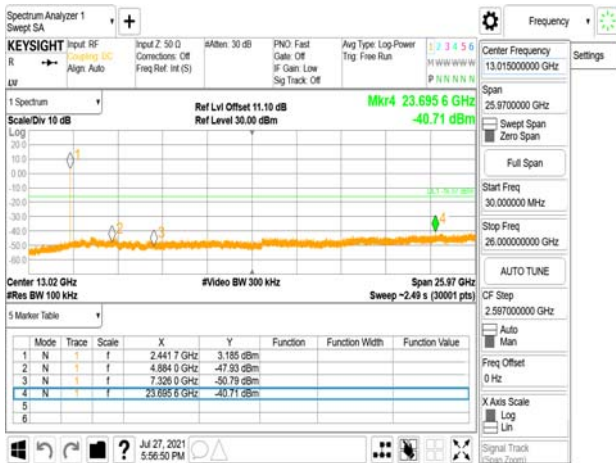 Spectrum Analyzer 1
Swept SA
Frequency
KEYSIGHT
Input: RF
Coupling: DC
Align: Auto
Input Z: 50 Ω
Corrections: Off
Freq Ref: Int (S)
#Atten: 30 dB
PNO: Fast
Gate: Off
IF Gain: Low
Sig Track: Off
Avg Type: Log-Power
Trig: Free Run
1 2 3 4 5 6
M W W W W W
P N N N N N
Center Frequency
13.015000000 GHz
Settings
Span
25.9700000 GHz
Swept Span
Zero Span
Full Span
Start Freq
30.000000 MHz
Stop Freq
26.000000000 GHz
AUTO TUNE
CF Step
2.597000000 GHz
Auto
Man
Freq Offset
0 Hz
X Axis Scale
Log
Lin
Signal Track
(Span Zoom)
1 Spectrum
Scale/Div 10 dB
Ref Lvl Offset 11.10 dB
Ref Level 30.00 dBm
Mkr4 23.695 6 GHz
-40.71 dBm
Log
20.0
10.0
0.00
-10.0
-20.0
-30.0
-40.0
-50.0
-60.0
1
2
3
4
Center 13.02 GHz
#Res BW 100 kHz
#Video BW 300 kHz
Span 25.97 GHz
Sweep ~2.49 s (30001 pts)
5 Marker Table
Mode Trace Scale X Y Function Function Width Function Value
1 N 1 f 2.441 7 GHz 3.185 dBm
2 N 1 f 4.884 0 GHz -47.93 dBm
3 N 1 f 7.326 0 GHz -50.79 dBm
4 N 1 f 23.695 6 GHz -40.71 dBm
5
6
Jul 27, 2021
5:56:50 PM